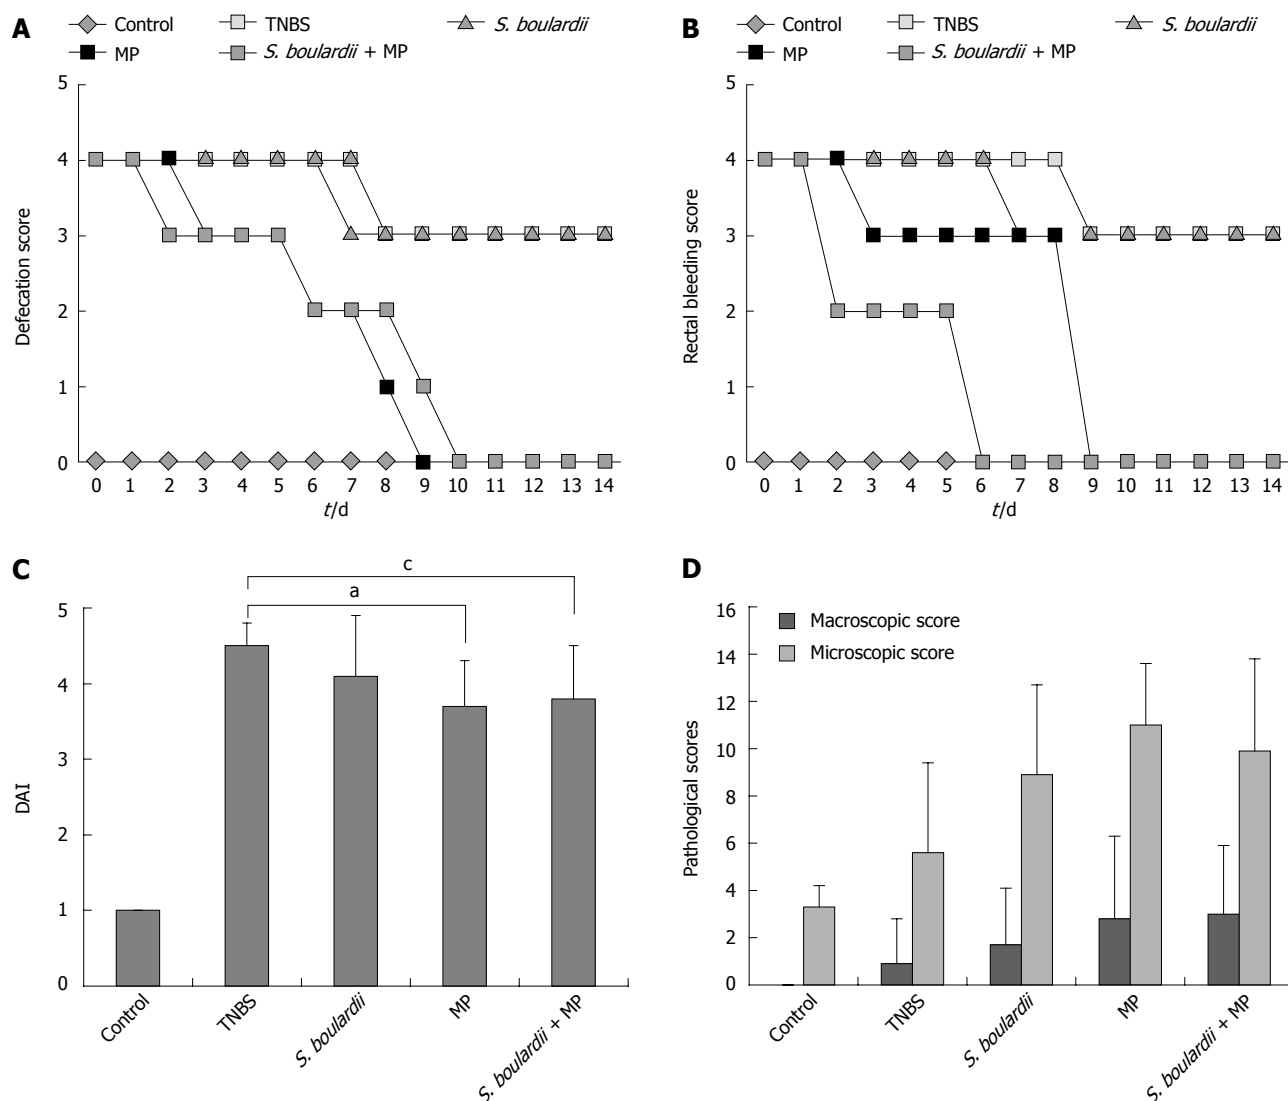 A
Control
TNBS
S. boulardii
MP
S. boulardii + MP
5
4
3
2
1
0
Defecation score
0 1 2 3 4 5 6 7 8 9 10 11 12 13 14
t/d
B
Control
TNBS
S. boulardii
MP
S. boulardii + MP
5
4
3
2
1
0
Rectal bleeding score
0 1 2 3 4 5 6 7 8 9 10 11 12 13 14
t/d
C
c
a
5
4
3
2
1
0
DAI
Control
TNBS
S. boulardii
MP
S. boulardii + MP
D
Macroscopic score
Microscopic score
16
14
12
10
8
6
4
2
0
Pathological scores
Control
TNBS
S. boulardii
MP
S. boulardii + MP